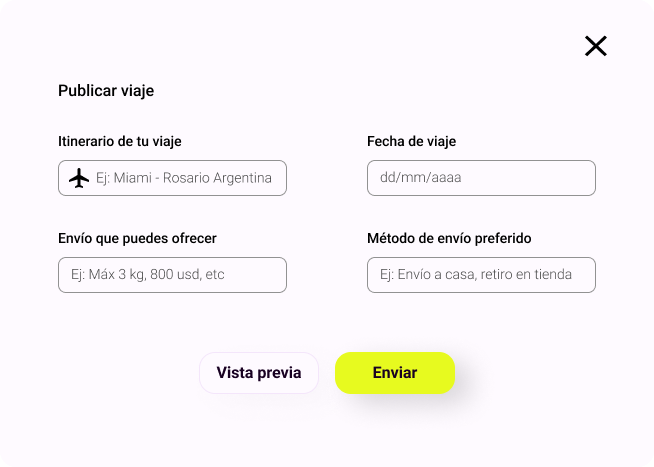 Publicar viaje
Itinerario de tu viaje
Fecha de viaje
Ej: Miami - Rosario Argentina
dd/mm/aaaa
Envío que puedes ofrecer
Método de envío preferido
Ej: Máx 3 kg, 800 usd, etc
Ej: Envío a casa, retiro en tienda
Vista previa
Enviar